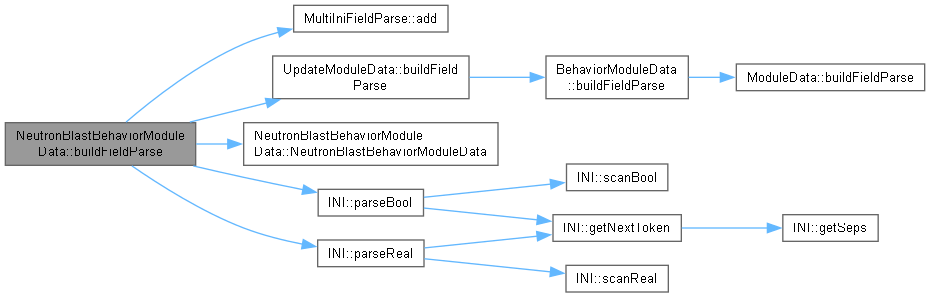 MultiIniFieldParse::add
UpdateModuleData::buildField
Parse
BehaviorModuleData
::buildFieldParse
ModuleData::buildFieldParse
NeutronBlastBehaviorModule
Data::buildFieldParse
NeutronBlastBehaviorModule
Data::NeutronBlastBehaviorModuleData
INI::parseBool
INI::scanBool
INI::getNextToken
INI::getSeps
INI::parseReal
INI::scanReal